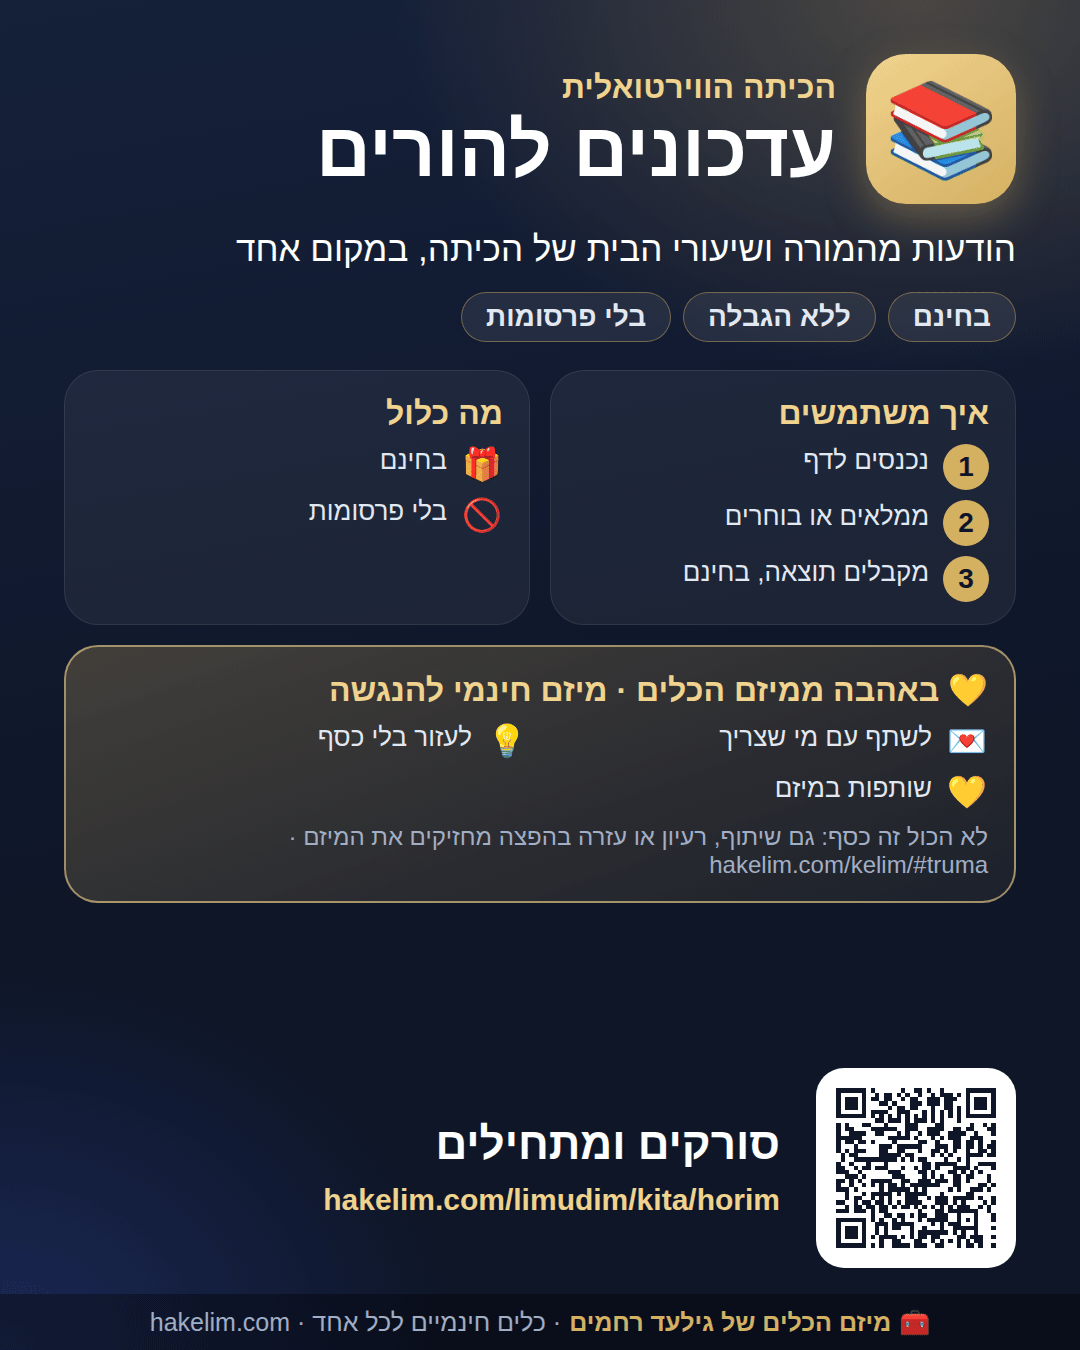 הכיתה הווירטואלית
עדכונים להורים
הודעות מהמורה ושיעורי הבית של הכיתה, במקום אחד
בחינם
ללא הגבלה
בלי פרסומות
איך משתמשים
1 נכנסים לדף
2 ממלאים או בוחרים
3 מקבלים תוצאה, בחינם
מה כלול
בחינם
בלי פרסומות
באהבה ממיזם הכלים · מיזם חינמי להנגשה
לשתף עם מי שצריך
לעזור בלי כסף
שותפות במיזם
לא הכול זה כסף: גם שיתוף, רעיון או עזרה בהפצה מחזיקים את המיזם ·
hakelim.com/kelim/#truma
סורקים ומתחילים
hakelim.com/limudim/kita/horim
מיזם הכלים של גילעד רחמים · כלים חינמיים לכל אחד · hakelim.com